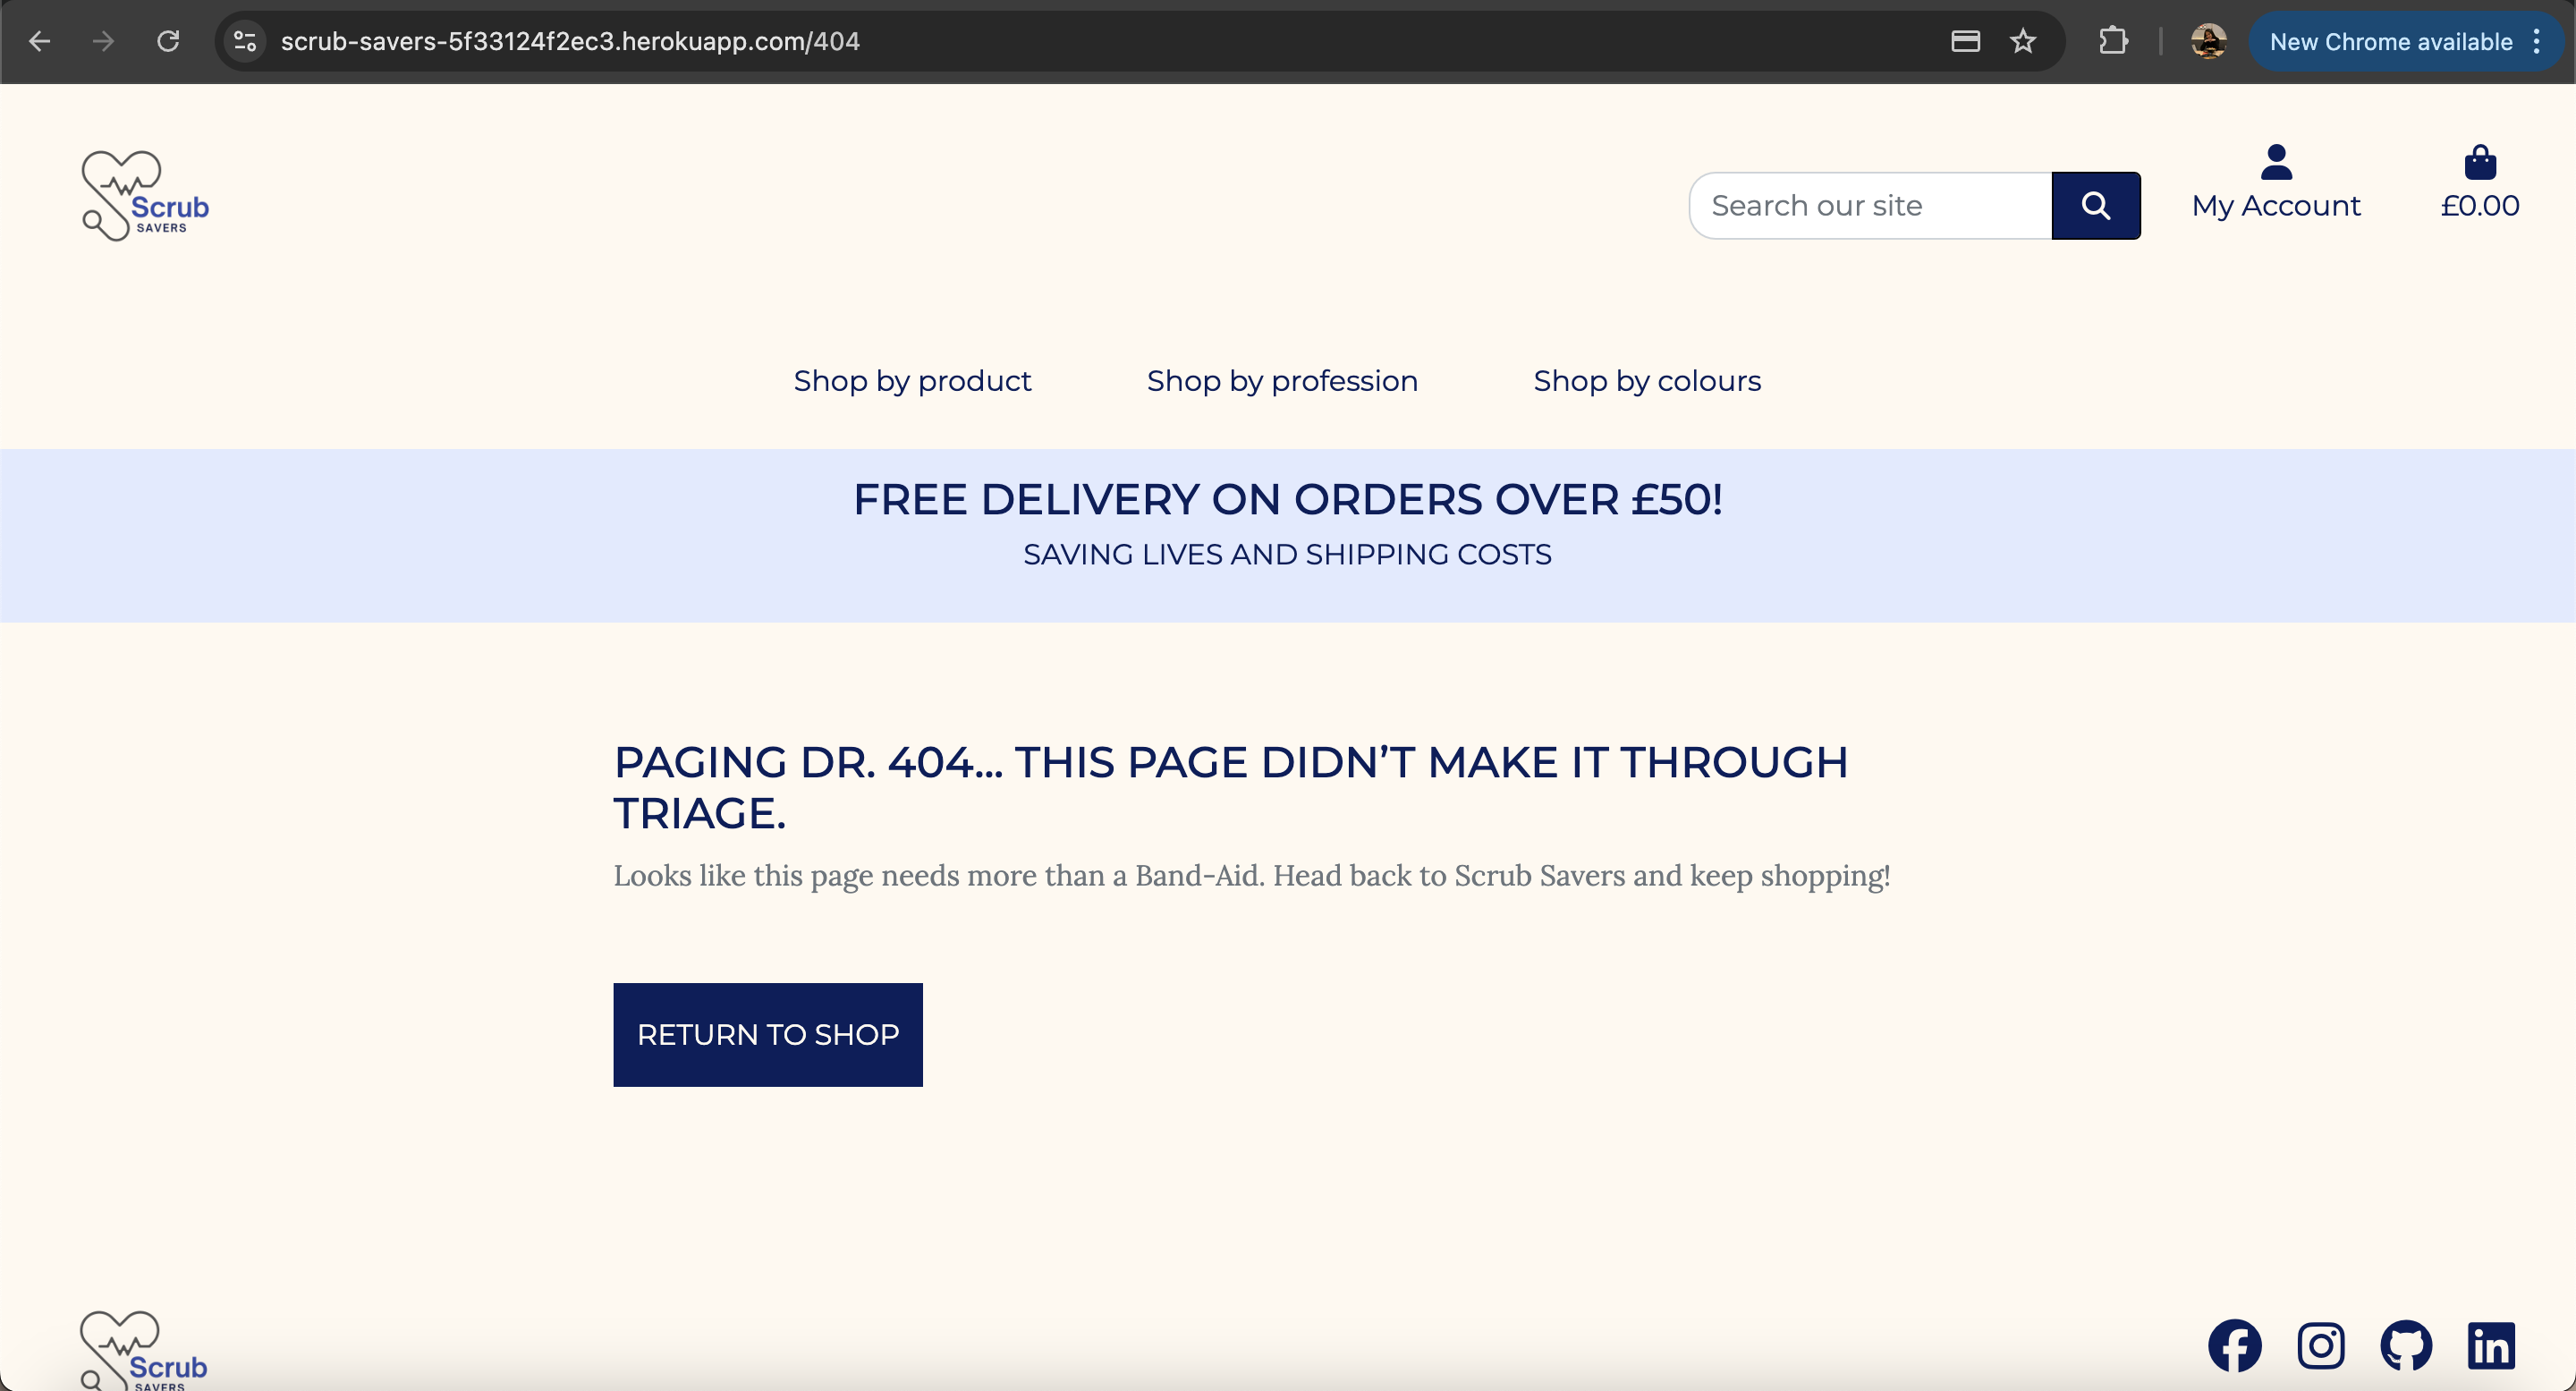 scrub-savers-5f33124f2ec3.herokuapp.com/404
New Chrome available
Scrub
SAVERS
Search our site
My Account
£0.00
Shop by product
Shop by profession
Shop by colours
FREE DELIVERY ON ORDERS OVER £50!
SAVING LIVES AND SHIPPING COSTS
PAGING DR. 404... THIS PAGE DIDN’T MAKE IT THROUGH
TRIAGE.
Looks like this page needs more than a Band-Aid. Head back to Scrub Savers and keep shopping!
RETURN TO SHOP
Scrub
SAVERS